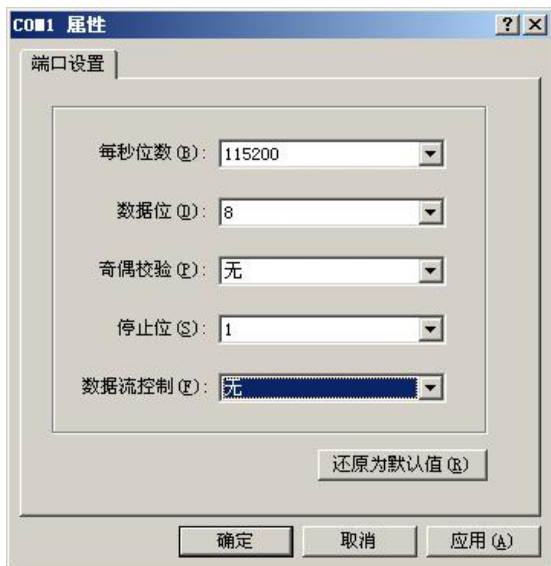 COM1 属性
端口设置
每秒位数(B): 115200
数据位(D): 8
奇偶校验(P): 无
停止位(S): 1
数据流控制(F): 无
还原为默认值(R)
确定 取消 应用(A)